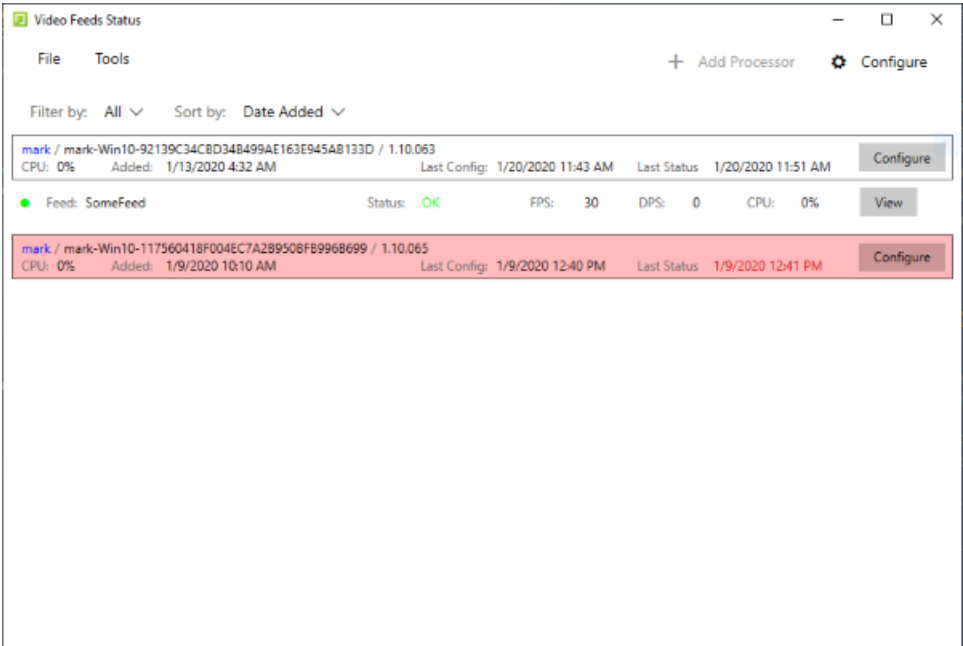 Video Feeds Status
File Tools + Add Processor Configure
Filter by: All Sort by: Date Added
mark / mark-Win10-92139C34CBD34B499AE163E945AB133D / 1.10.063
CPU: 0% Added: 1/13/2020 4:32 AM Last Config: 1/20/2020 11:43 AM Last Status 1/20/2020 11:51 AM Configure
Feed: SomeFeed Status: OK FPS: 30 DPS: 0 CPU: 0% View
mark / mark-Win10-117560418F004EC7A2B950BFB996B699 / 1.10.065
CPU: 0% Added: 1/9/2020 10:10 AM Last Config: 1/9/2020 12:40 PM Last Status 1/9/2020 12:41 PM Configure